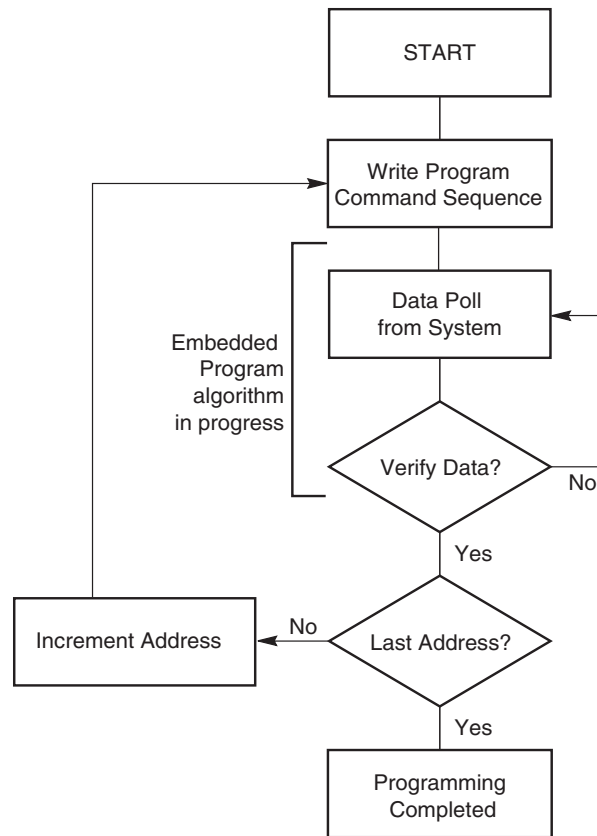 START
Write Program
Command Sequence
Data Poll
from System
Embedded
Program
algorithm
in progress
Verify Data?
No
Yes
Last Address?
No
Increment Address
Yes
Programming
Completed